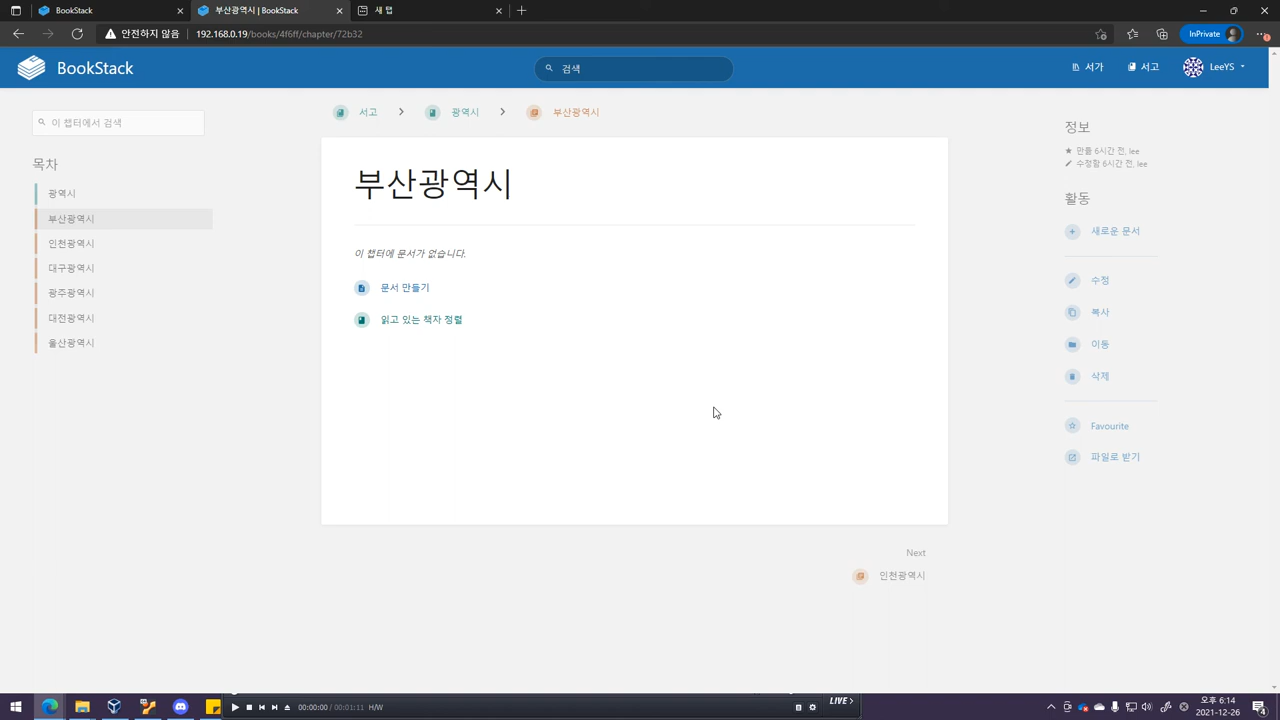 BookStack
부산광역시 | BookStack
새 탭
안전하지 않음
192.168.0.19/books/4f6ff/chapter/72b32
InPrivate
BookStack
검색
서가
서고
LeeYS
이 챕터에서 검색
목차
광역시
부산광역시
인천광역시
대구광역시
광주광역시
대전광역시
울산광역시
서고
광역시
부산광역시
부산광역시
이 챕터에 문서가 없습니다.
문서 만들기
읽고 있는 책자 정렬
Next
인천광역시
정보
만듦 6시간 전, lee
수정함 6시간 전, lee
활동
새로운 문서
수정
복사
이동
삭제
Favourite
파일로 받기
00:00:00 / 00:01:11 H/W
LIVE
오후 6:14
2021-12-26
4